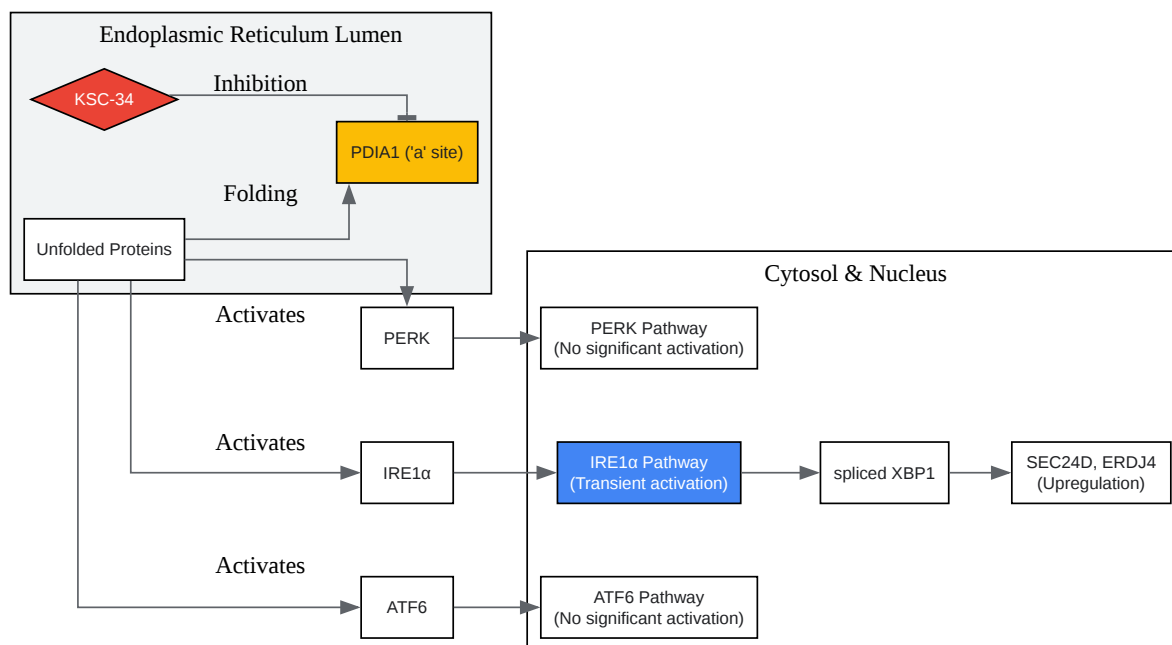 Endoplasmic Reticulum Lumen
Inhibition
KSC-34
PDIA1 ('a' site)
Folding
Unfolded Proteins
Cytosol & Nucleus
Activates
PERK
PERK Pathway
(No significant activation)
Activates
IRE1α
IRE1α Pathway
(Transient activation)
spliced XBP1
SEC24D, ERDJ4
(Upregulation)
Activates
ATF6
ATF6 Pathway
(No significant activation)